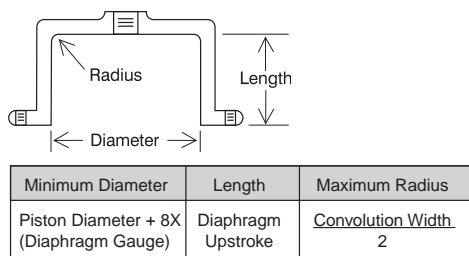 Radius
Length
Diameter
Minimum Diameter Length Maximum Radius
Piston Diameter + 8X Diaphragm Convolution Width
(Diaphragm Gauge) Upstroke 2